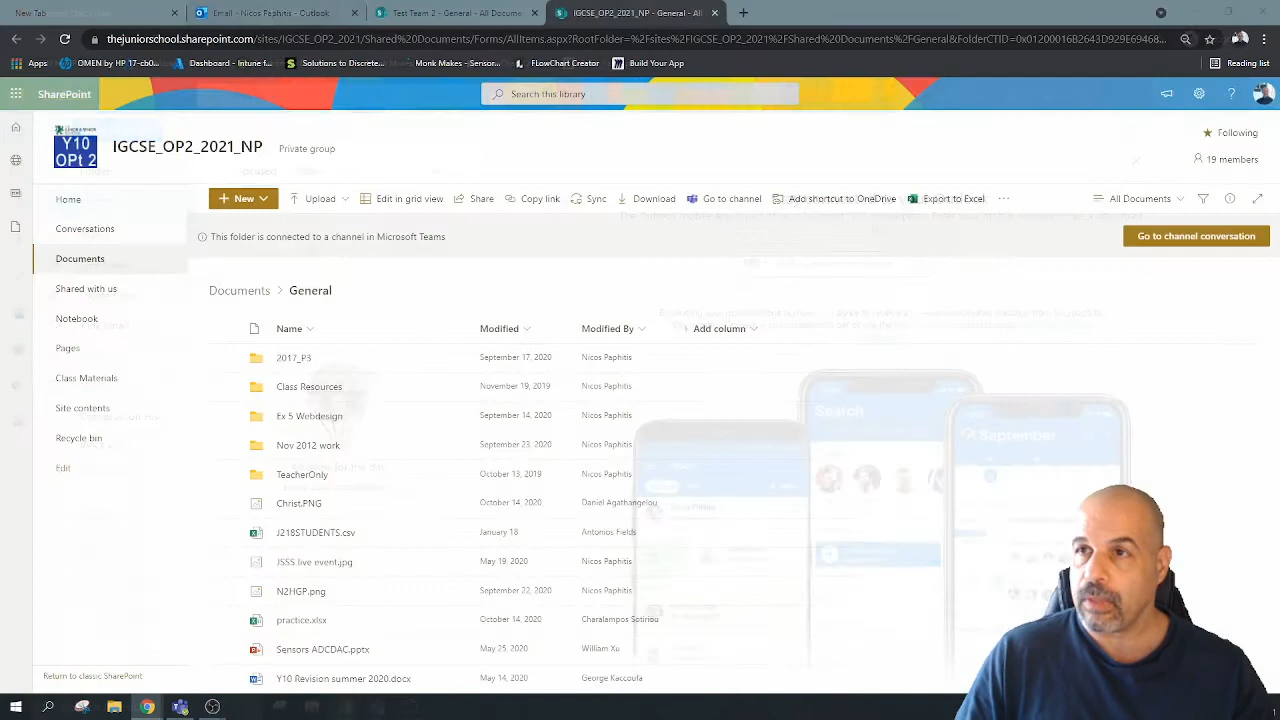 New Tab
Email - Nicos Paphitis - Outlook
Test Team 2 - General - All Docume
IGCSE_OP2_2021_NP - General - All
thejuniorschool.sharepoint.com/sites/IGCSE_OP2_2021/Shared%20Documents/Forms/AllItems.aspx?RootFolder=%2Fsites%2FIGCSE_OP2_2021%2FShared%20Documents%2FGeneral&FolderCTID=0x01200016B2643D929E69468...
Apps
OMEN by HP 17-cb0...
Dashboard - Intune f...
Solutions to Discrete...
Monk Makes - Sensor...
FlowChart Creator
Build Your App
Reading list
SharePoint
Search this library
Y10
OPt 2
IGCSE_OP2_2021_NP
Private group
Following
19 members
Home
New
Upload
Edit in grid view
Share
Copy link
Sync
Download
Go to channel
Add shortcut to OneDrive
Export to Excel
All Documents
Conversations
This folder is connected to a channel in Microsoft Teams
Go to channel conversation
Documents
Shared with us
Documents > General
Notebook
Name
Modified
Modified By
Add column
Pages
2017_P3
September 17, 2020
Nicos Paphitis
Class Materials
Class Resources
November 19, 2019
Nicos Paphitis
Site contents
Ex 5 Webdesign
September 14, 2020
Nicos Paphitis
Recycle bin
Nov 2012 work
September 23, 2020
Nicos Paphitis
Edit
TeacherOnly
October 13, 2019
Nicos Paphitis
Christ.PNG
October 14, 2020
Daniel Agathangelou
J218STUDENTS.csv
January 18
Antonios Fields
JSSS live event.jpg
May 19, 2020
Nicos Paphitis
N2HGP.png
September 22, 2020
Nicos Paphitis
practice.xlsx
October 14, 2020
Charalampos Sotiriou
Sensors ADCDAC.pptx
May 25, 2020
William Xu
Y10 Revision summer 2020.docx
May 14, 2020
George Kaccoufa
Return to classic SharePoint
Search
September